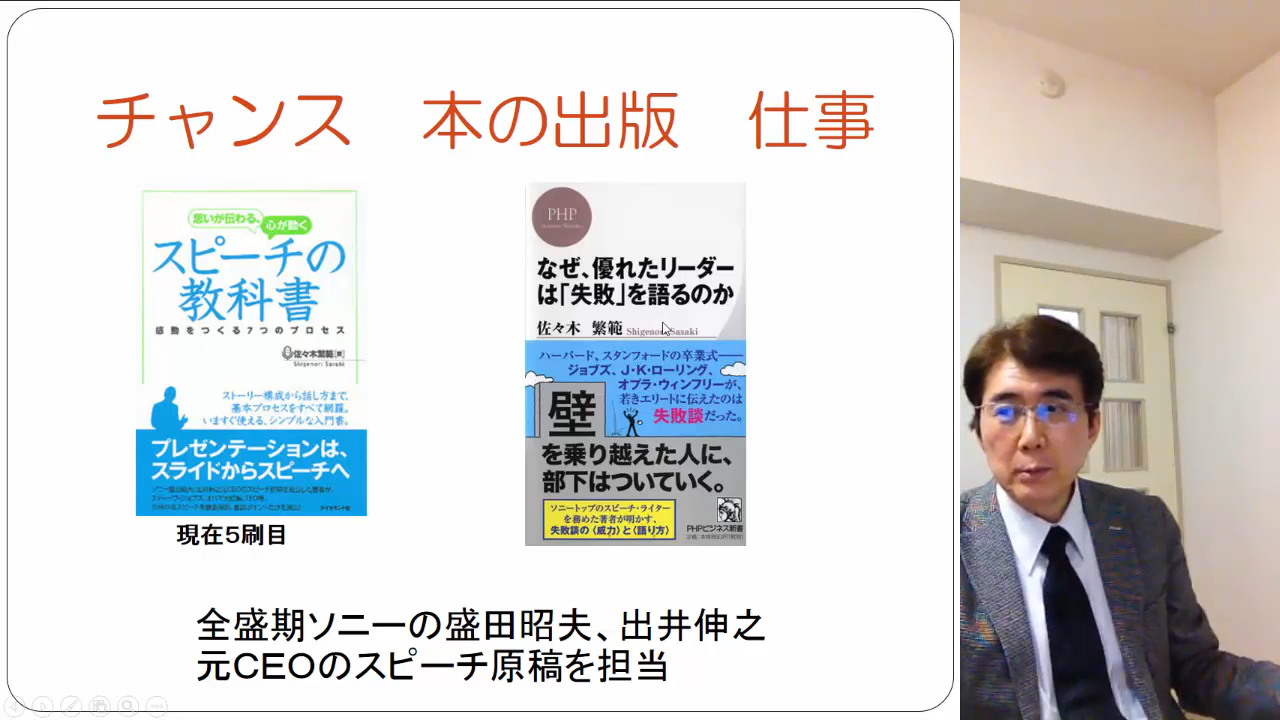 チャンス　本の出版　仕事
思いが伝わる、
心が動く
スピーチの
教科書
感動をつくる7つのプロセス
佐々木繁範[著]
Shigenori Sasaki
ストーリー構成から話し方まで、
基本プロセスをすべて網羅。
いますぐ使える、シンプルな入門書。
プレゼンテーションは、
スライドからスピーチへ
ダイヤモンド社
現在5刷目
PHP
Business Shinsho
なぜ、優れたリーダー
は「失敗」を語るのか
佐々木 繁範 Shigenori Sasaki
ハーバード、スタンフォードの卒業式――
ジョブズ、J・K・ローリング、
オプラ・ウィンフリーが、
若きエリートに伝えたのは
失敗談だった。
壁
を乗り越えた人に、
部下はついていく。
ソニートップのスピーチ・ライター
を務めた著者が明かす、
失敗談の〈威力〉と〈語り方〉
PHPビジネス新書
全盛期ソニーの盛田昭夫、出井伸之
元CEOのスピーチ原稿を担当